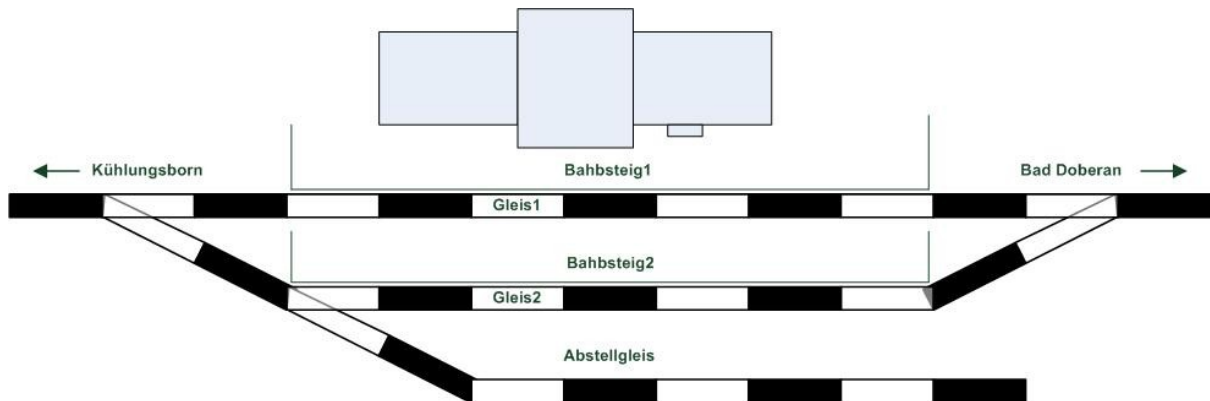 Kühlungsborn
Bahbsteig1
Bad Doberan
Gleis1
Bahbsteig2
Gleis2
Abstellgleis